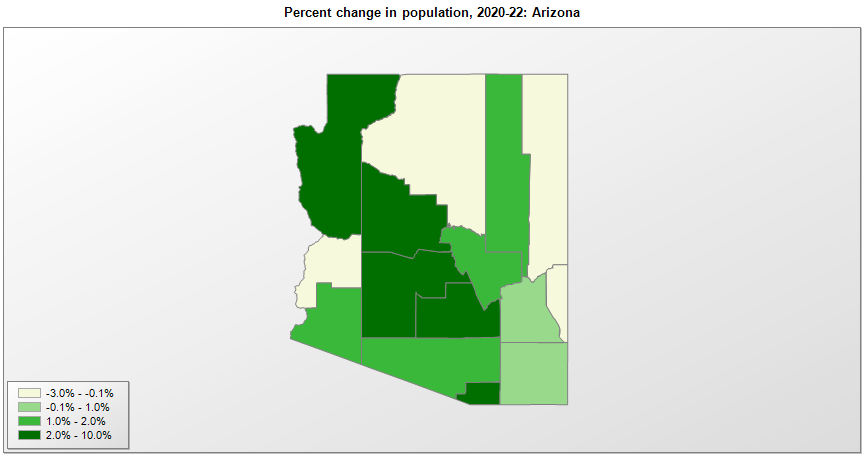 Percent change in population, 2020-22: Arizona
-3.0% - -0.1%
-0.1% - 1.0%
1.0% - 2.0%
2.0% - 10.0%